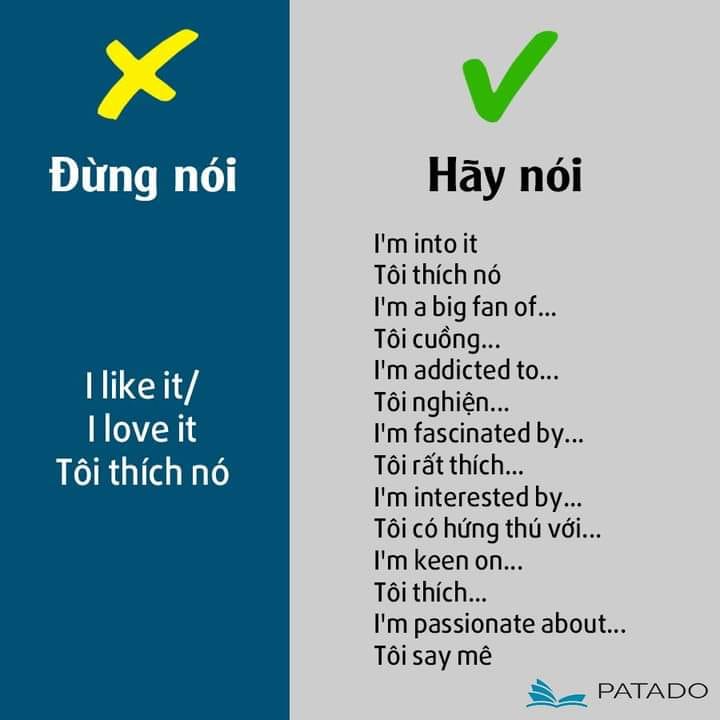 Đừng nói
I like it/
I love it
Tôi thích nó
Hãy nói
I'm into it
Tôi thích nó
I'm a big fan of...
Tôi cuồng...
I'm addicted to...
Tôi nghiện...
I'm fascinated by...
Tôi rất thích...
I'm interested by...
Tôi có hứng thú với...
I'm keen on...
Tôi thích...
I'm passionate about...
Tôi say mê
PATADO